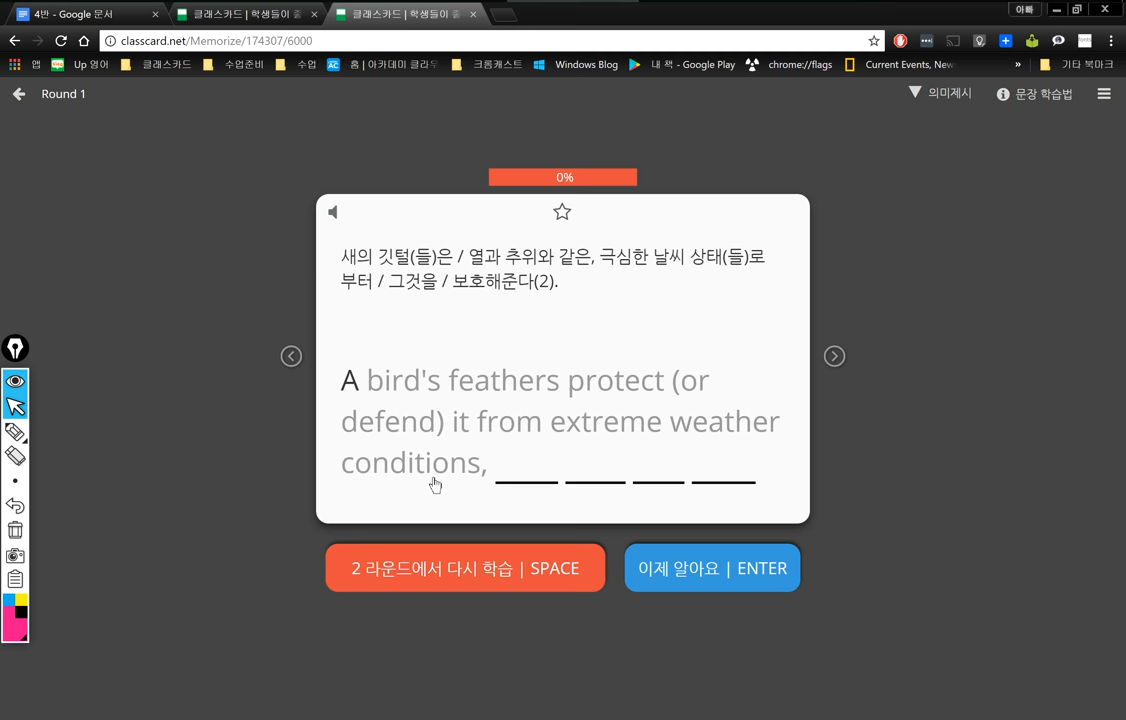 4반 - Google 문서
클래스카드 | 학생들이 좋
클래스카드 | 학생들이 좋
아빠
classcard.net/Memorize/174307/6000
앱
Up 영어
클래스카드
수업준비
수업
홈 | 아카데미 클라우
크롬캐스트
Windows Blog
내 책 - Google Play
chrome://flags
Current Events, New
»
기타 북마크
Round 1
의미제시
문장 학습법
0%
새의 깃털(들)은 / 열과 추위와 같은, 극심한 날씨 상태(들)로
부터 / 그것을 / 보호해준다(2).
A bird's feathers protect (or
defend) it from extreme weather
conditions,
2 라운드에서 다시 학습 | SPACE
이제 알아요 | ENTER